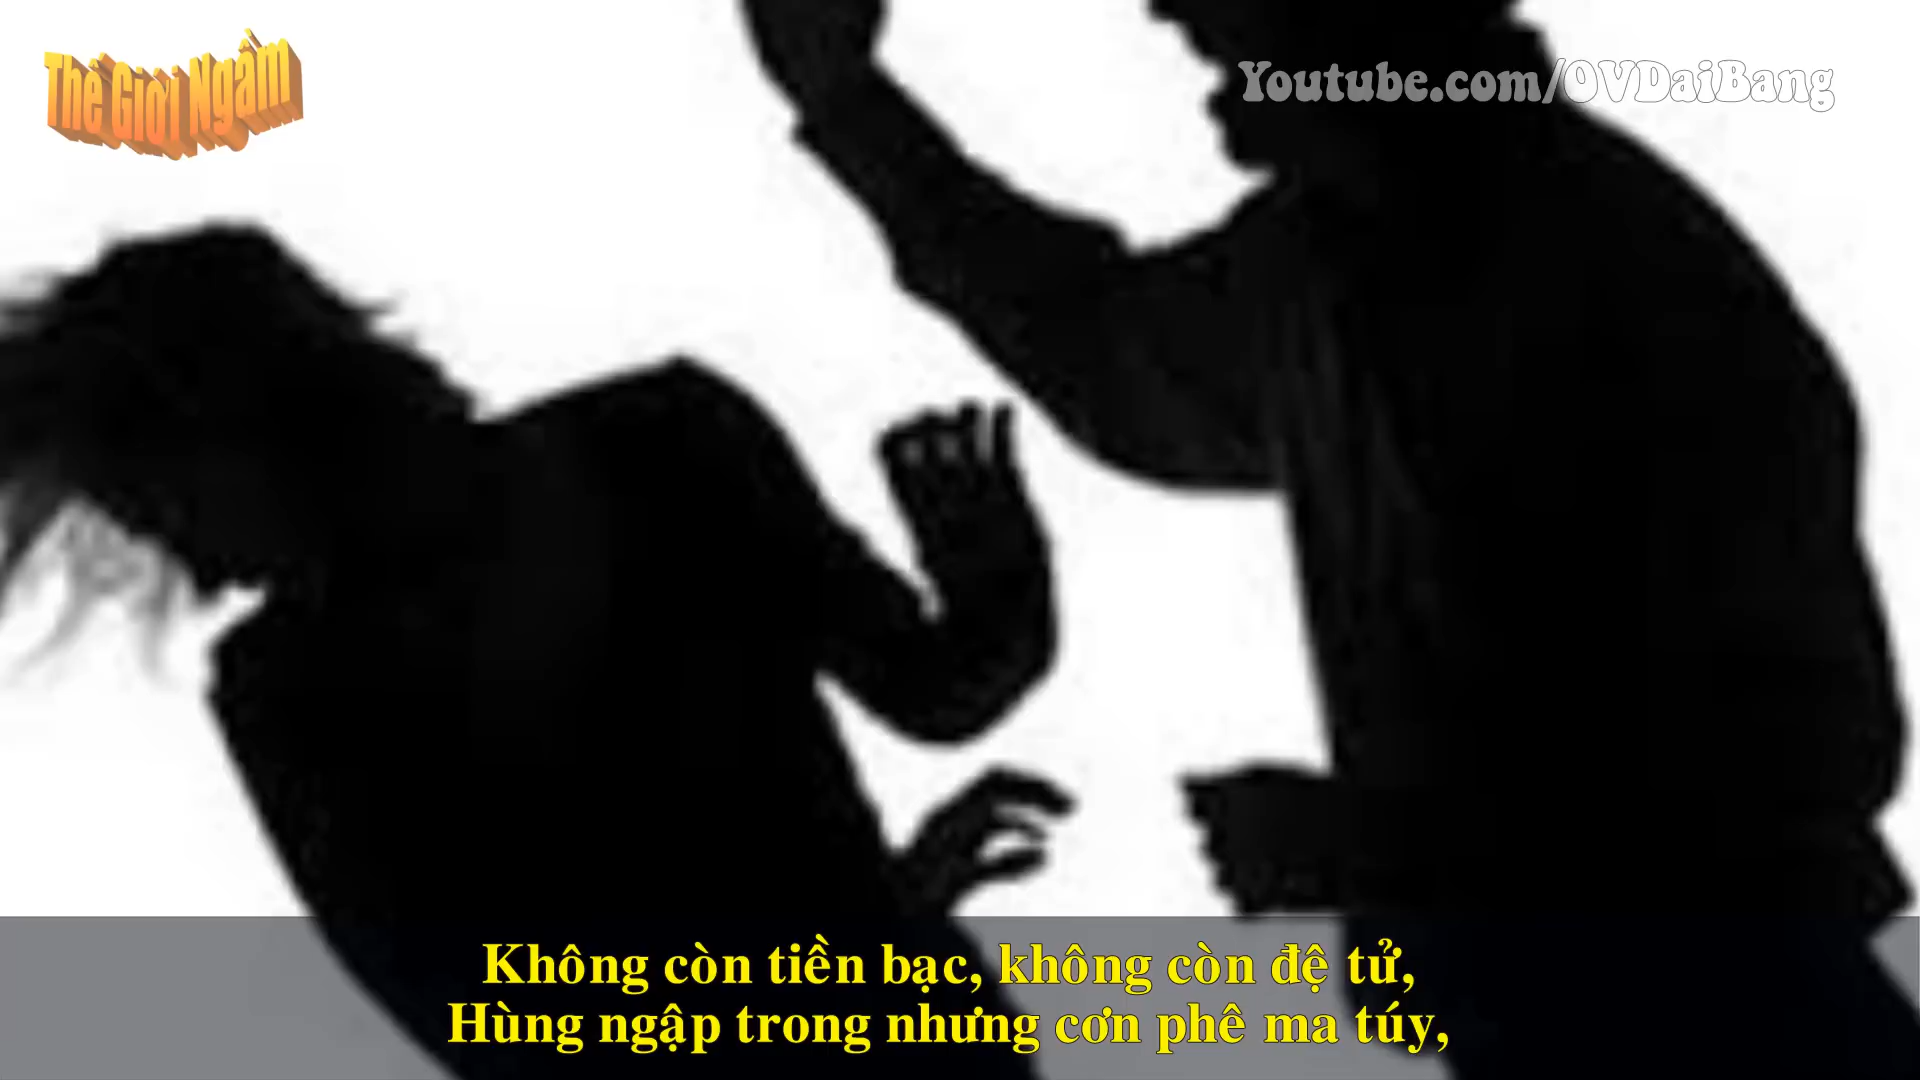 Thế Giới Ngầm
Youtube.com/OVDaiBang
Không còn tiền bạc, không còn đệ tử,
Hùng ngập trong nhưng cơn phê ma túy,